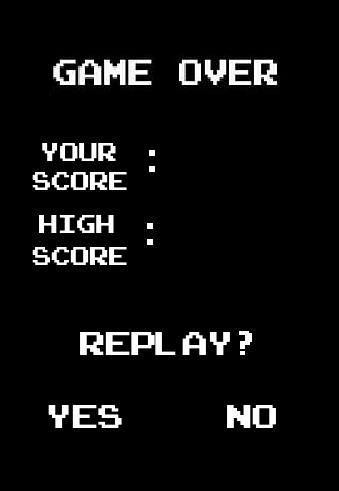 GAME OVER
YOUR SCORE :
HIGH SCORE :
REPLAY?
YES NO